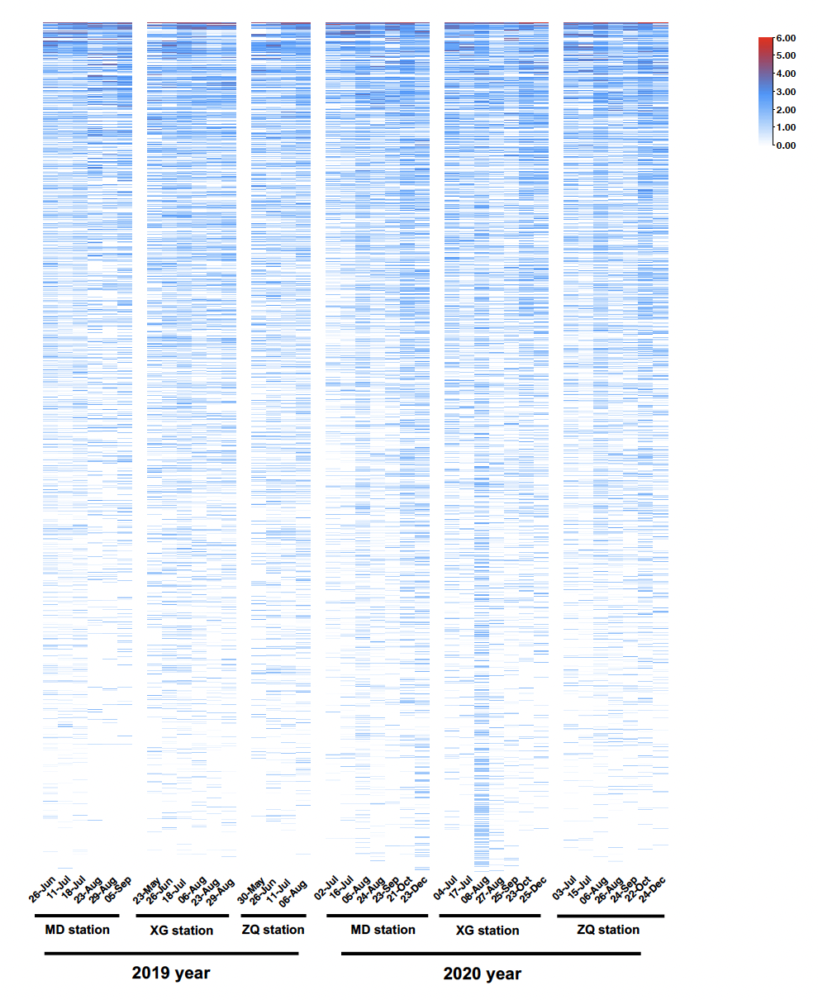 6.00
5.00
4.00
3.00
2.00
1.00
0.00
26-Jun 11-Jul 18-Jul 23-Aug 29-Aug 05-Sep 23-May 26-Jun 18-Jul 06-Aug 23-Aug 29-Aug 30-May 26-Jun 11-Jul 06-Aug 02-Jul 16-Jul 05-Aug 24-Aug 23-Sep 21-Oct 23-Dec 04-Jul 17-Jul 08-Aug 27-Aug 25-Sep 23-Oct 25-Dec 03-Jul 15-Jul 06-Aug 26-Aug 24-Sep 22-Oct 24-Dec
MD station XG station ZQ station MD station XG station ZQ station
2019 year 2020 year